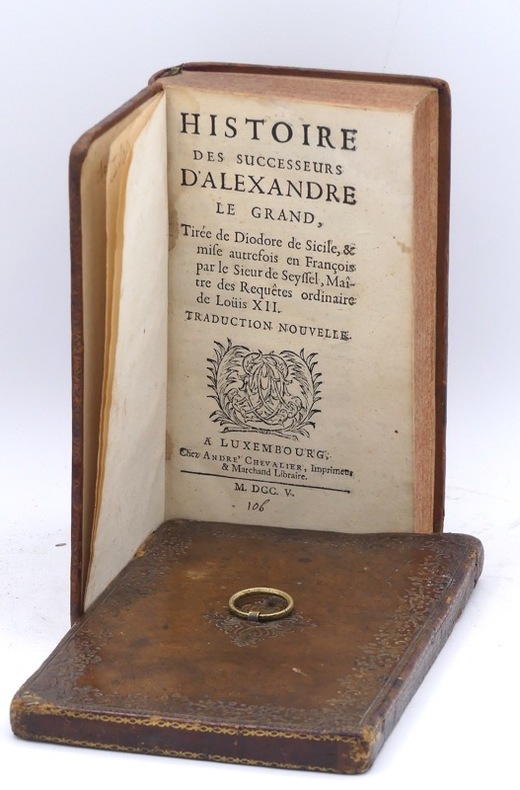 HISTOIRE
DES SUCCESSEURS
D'ALEXANDRE
LE GRAND,
Tirée de Diodore de Sicile, &
mise autrefois en François
par le Sieur de Seyssel, Maî-
tre des Requêtes ordinaire
de Loüis XII.
TRADUCTION NOUVELLE.
A LUXEMBOURG,
Chez ANDRE' CHEVALIER, Imprimeur
& Marchand Libraire.
M. DCC. V.
106